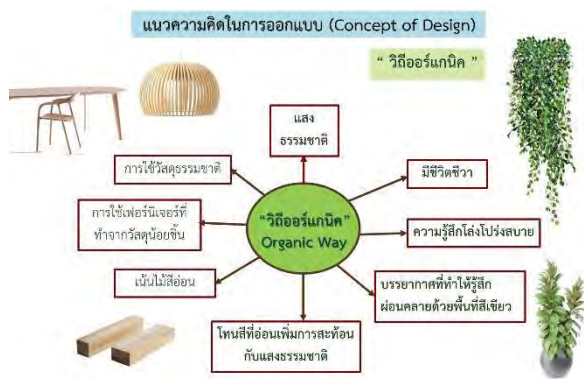 แนวความคิดในการออกแบบ (Concept of Design)
“ วิถีออร์แกนิค ”
แสง
ธรรมชาติ
การใช้วัสดุธรรมชาติ
มีชีวิตชีวา
การใช้เฟอร์นิเจอร์ที่
ทำจากวัสดุน้อยชิ้น
“วิถีออร์แกนิค”
Organic Way
ความรู้สึกโล่งโปร่งสบาย
เน้นไม้สีอ่อน
บรรยากาศที่ทำให้รู้สึก
ผ่อนคลายด้วยพื้นที่สีเขียว
โทนสีที่อ่อนเพิ่มการสะท้อน
กับแสงธรรมชาติ